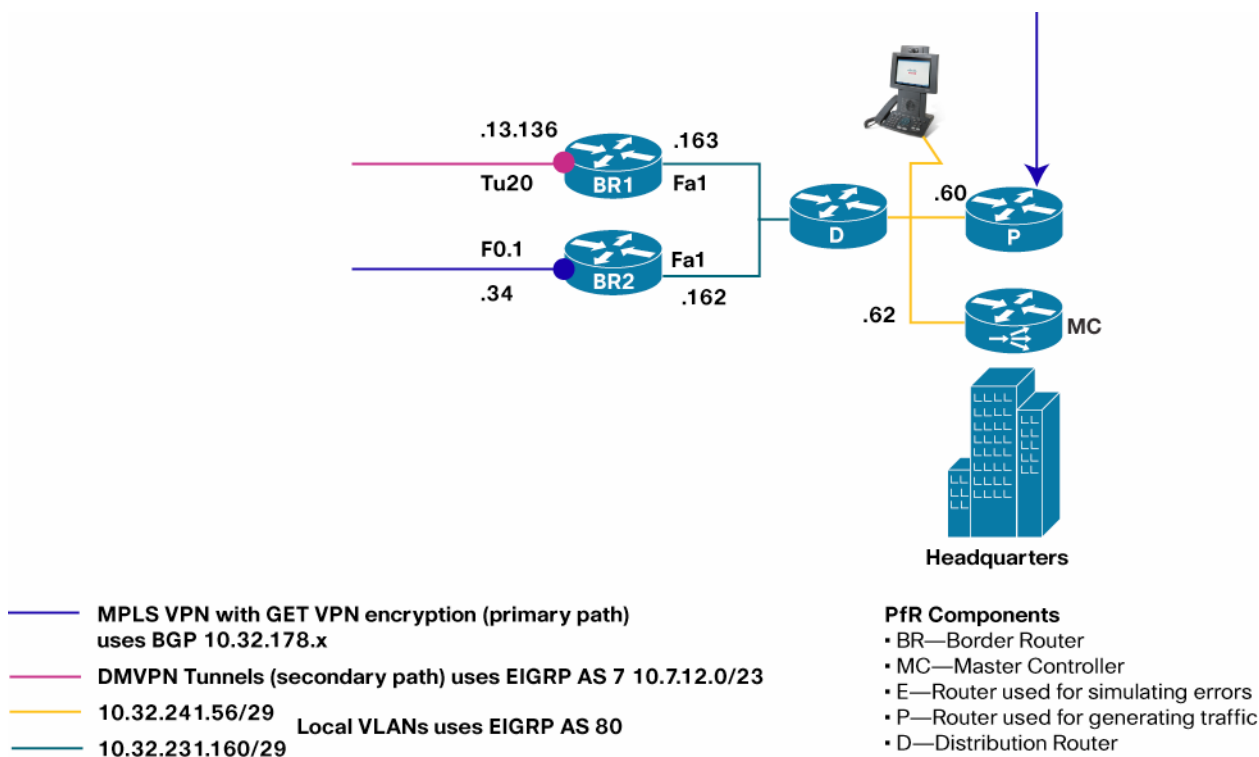 .13.136
.163
Tu20
BR1
Fa1
.60
D
P
F0.1
Fa1
BR2
.34
.162
.62
MC
Headquarters
MPLS VPN with GET VPN encryption (primary path)
uses BGP 10.32.178.x
DMVPN Tunnels (secondary path) uses EIGRP AS 7 10.7.12.0/23
10.32.241.56/29
Local VLANs uses EIGRP AS 80
10.32.231.160/29
PfR Components
▪ BR—Border Router
▪ MC—Master Controller
▪ E—Router used for simulating errors
▪ P—Router used for generating traffic
▪ D—Distribution Router